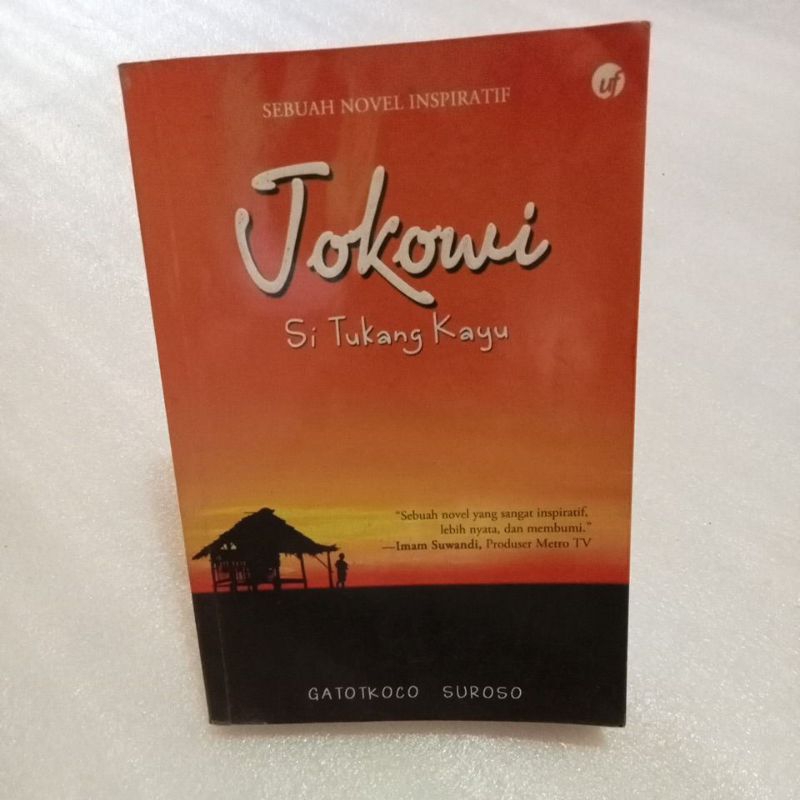 SEBUAH NOVEL INSPIRATIF
uf
Jokowi
Si Tukang Kayu
"Sebuah novel yang sangat inspiratif,
lebih nyata, dan membumi."
—Imam Suwandi, Produser Metro TV
GATOTKOCO SUROSO